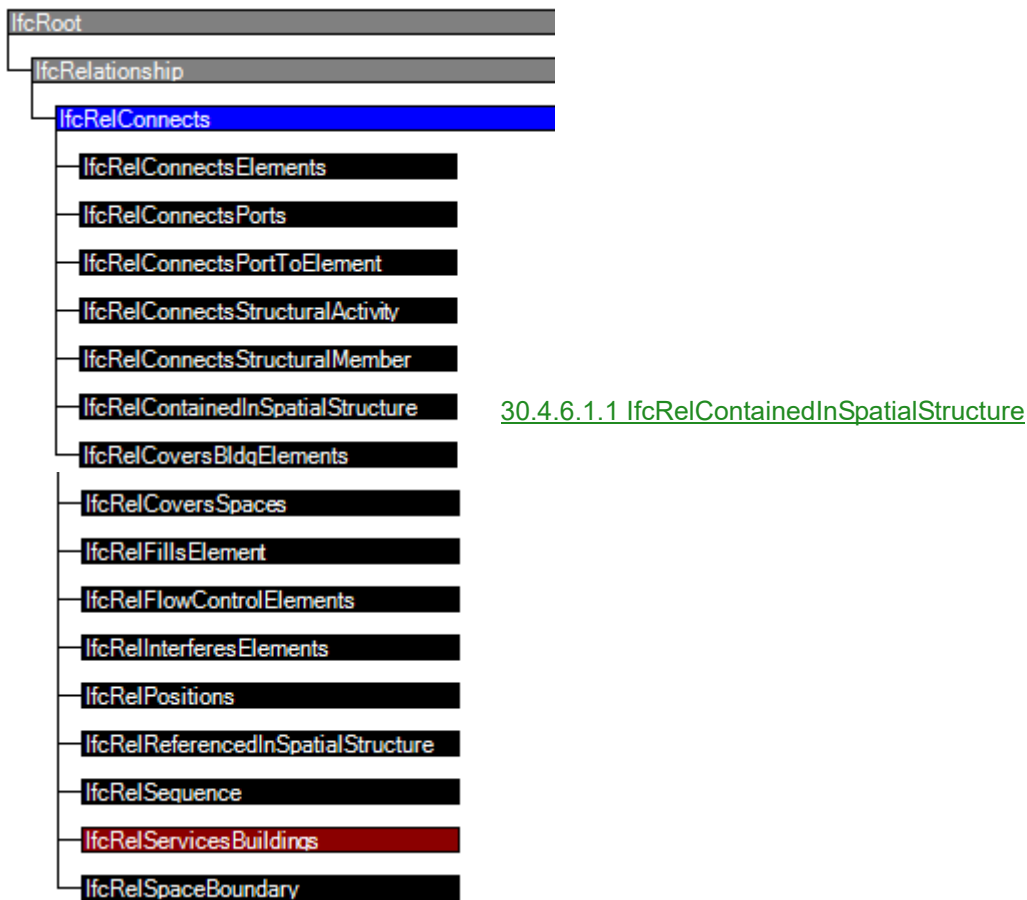 IfcRoot
IfcRelationship
IfcRelConnects
IfcRelConnectsElements
IfcRelConnectsPorts
IfcRelConnectsPortToElement
IfcRelConnectsStructuralActivity
IfcRelConnectsStructuralMember
IfcRelContainedInSpatialStructure 30.4.6.1.1 IfcRelContainedInSpatialStructure
IfcRelCoversBldgElements
IfcRelCoversSpaces
IfcRelFillsElement
IfcRelFlowControlElements
IfcRelInterferesElements
IfcRelPositions
IfcRelReferencedInSpatialStructure
IfcRelSequence
IfcRelServicesBuildings
IfcRelSpaceBoundary